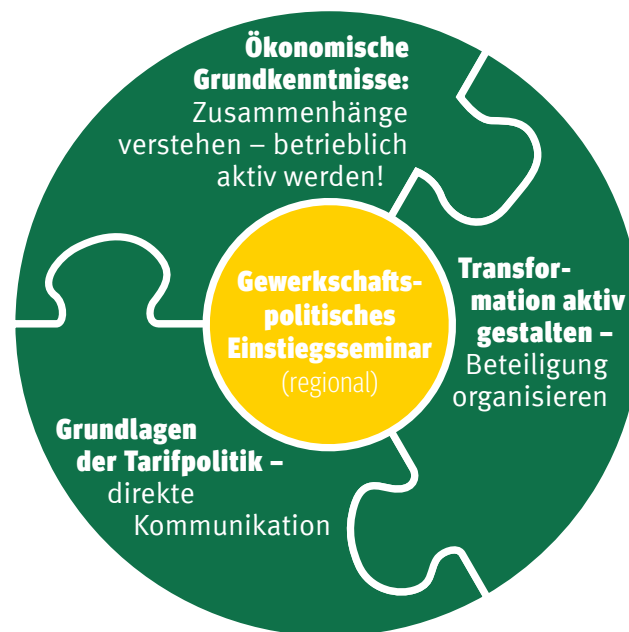 Ökonomische
Grundkenntnisse:
Zusammenhänge
verstehen – betrieblich
aktiv werden!
Gewerkschafts-
politisches
Einstiegsseminar
(regional)
Transfor-
mation aktiv
gestalten –
Beteiligung
organisieren
Grundlagen
der Tarifpolitik –
direkte
Kommunikation